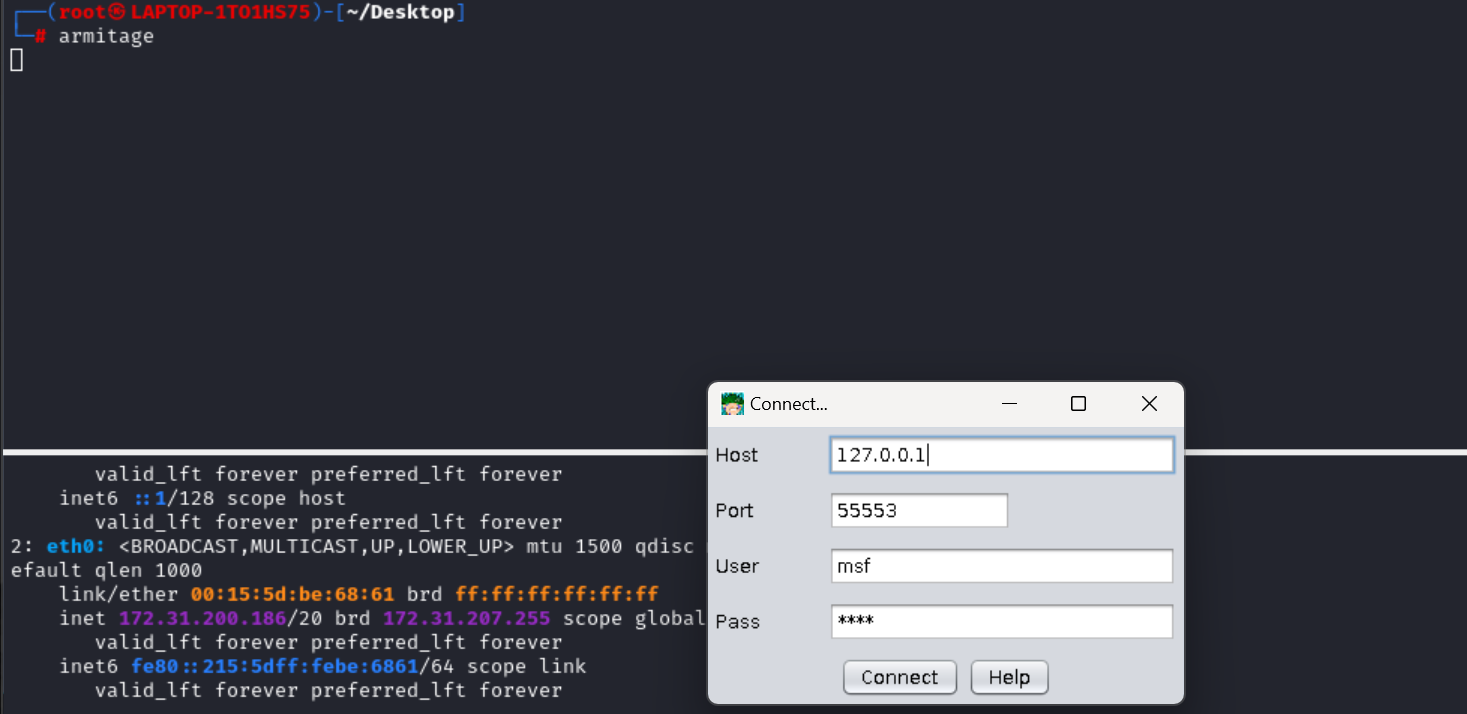 ┌──(root㉿LAPTOP-1TO1HS75)-[~/Desktop]
└─# armitage
Connect...
Host 127.0.0.1
Port 55553
User msf
Pass ****
Connect Help
valid_lft forever preferred_lft forever
inet6 ::1/128 scope host
valid_lft forever preferred_lft forever
2: eth0: <BROADCAST,MULTICAST,UP,LOWER_UP> mtu 1500 qdisc
efault qlen 1000
link/ether 00:15:5d:be:68:61 brd ff:ff:ff:ff:ff:ff
inet 172.31.200.186/20 brd 172.31.207.255 scope global
valid_lft forever preferred_lft forever
inet6 fe80::215:5dff:febe:6861/64 scope link
valid_lft forever preferred_lft forever